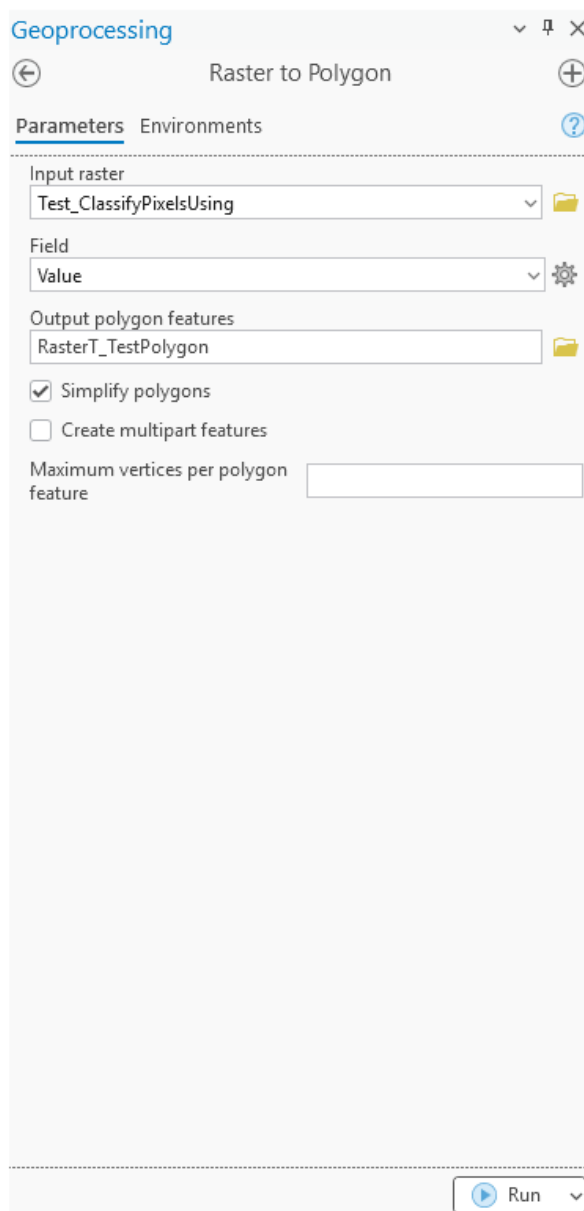 Geoprocessing
Raster to Polygon
Parameters Environments
Input raster
Test_ClassifyPixelsUsing
Field
Value
Output polygon features
RasterT_TestPolygon
Simplify polygons
Create multipart features
Maximum vertices per polygon
feature
Run